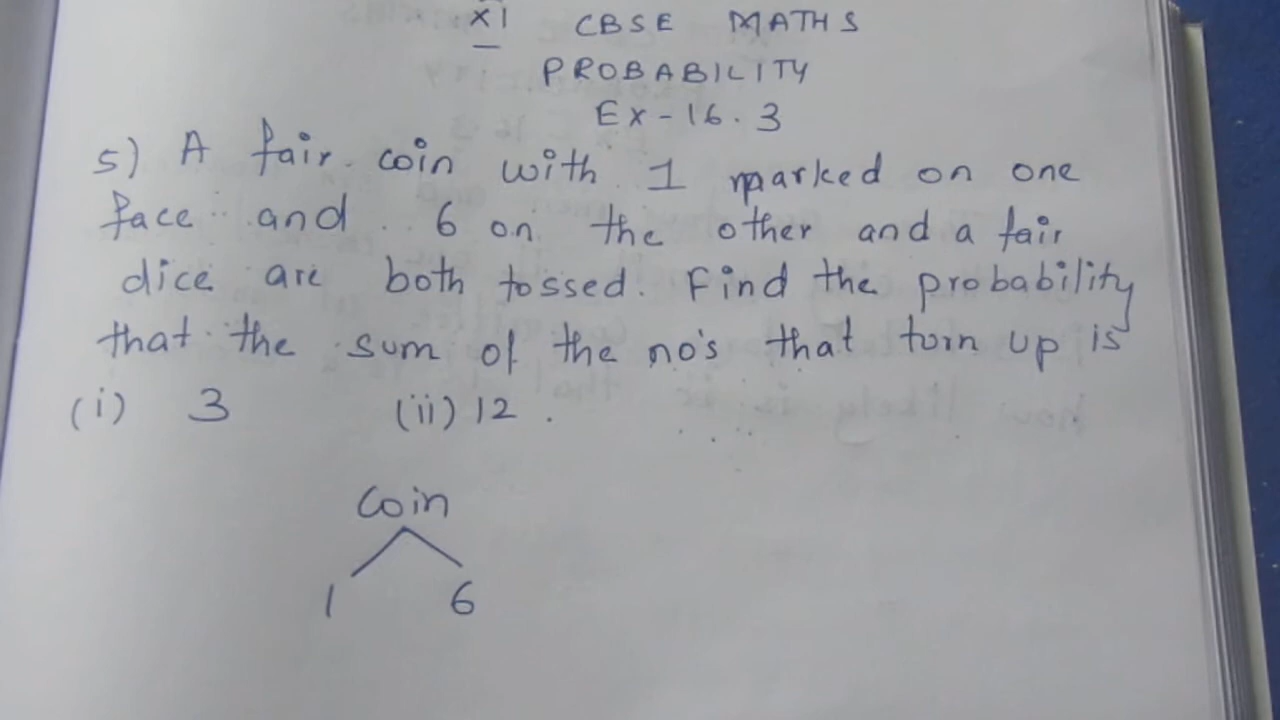 XI CBSE MATHS
PROBABILITY
Ex-16.3
5) A fair coin with 1 marked on one
face and 6 on the other and a fair
dice are both tossed. Find the probability
that the sum of the no's that turn up is
(i) 3 (ii) 12.
Coin
1 6